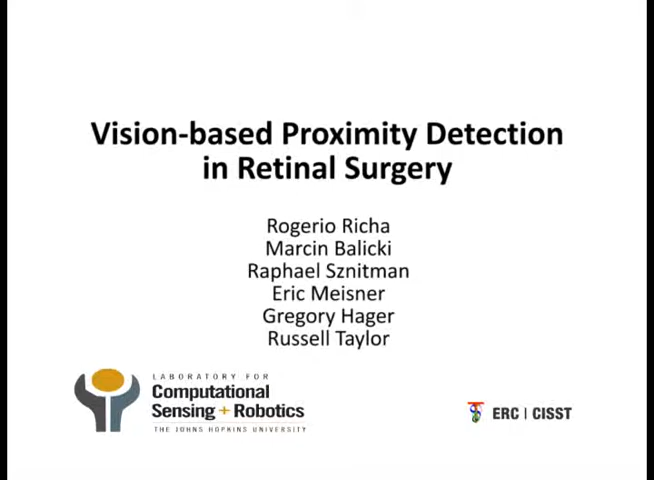 Vision-based Proximity Detection
in Retinal Surgery
Rogerio Richa
Marcin Balicki
Raphael Sznitman
Eric Meisner
Gregory Hager
Russell Taylor
LABORATORY FOR
Computational
Sensing + Robotics
THE JOHNS HOPKINS UNIVERSITY
ERC | CISST